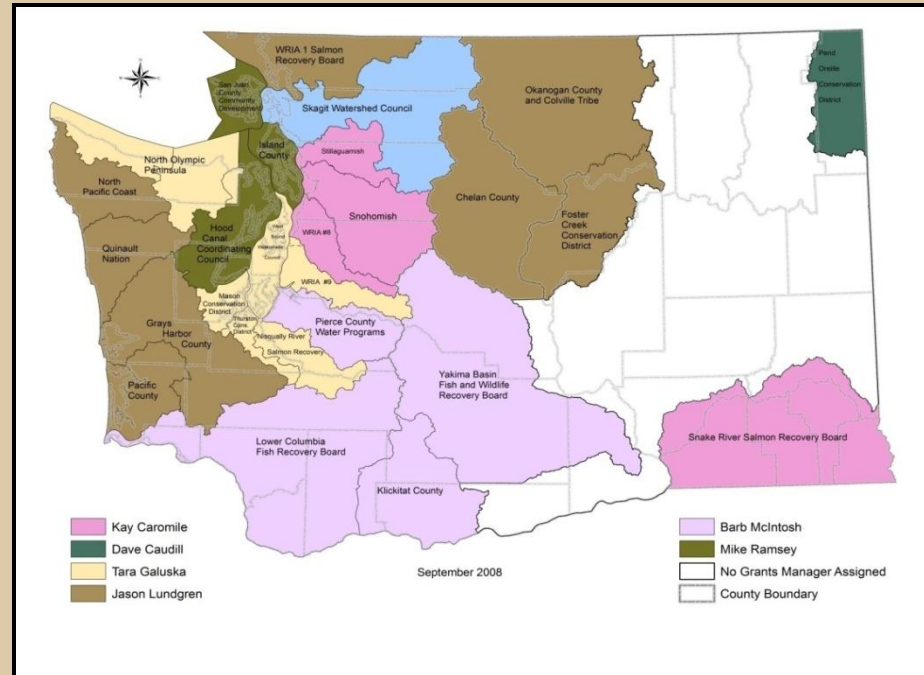 WRIA 1 Salmon
Recovery Board
San Juan
County
Community
Development
Skagit Watershed Council
Okanogan County
and Colville Tribe
Pend
Oreille
Conservation
District
Island
County
Stillaguamish
North Olympic
Peninsula
North
Pacific Coast
Chelan County
Snohomish
Foster
Creek
Conservation
District
Hood
Canal
Coordinating
Council
WRIA #8
Quinault
Nation
WRIA #9
Mason
Conservation
District
Thurston
Cons.
District
Pierce County
Water Programs
Nisqually River
Salmon Recovery
Grays
Harbor
County
Pacific
County
Yakima Basin
Fish and Wildlife
Recovery Board
Lower Columbia
Fish Recovery Board
Klickitat County
Snake River Salmon Recovery Board
Kay Caromile
Dave Caudill
Tara Galuska
Jason Lundgren
September 2008
Barb McIntosh
Mike Ramsey
No Grants Manager Assigned
County Boundary